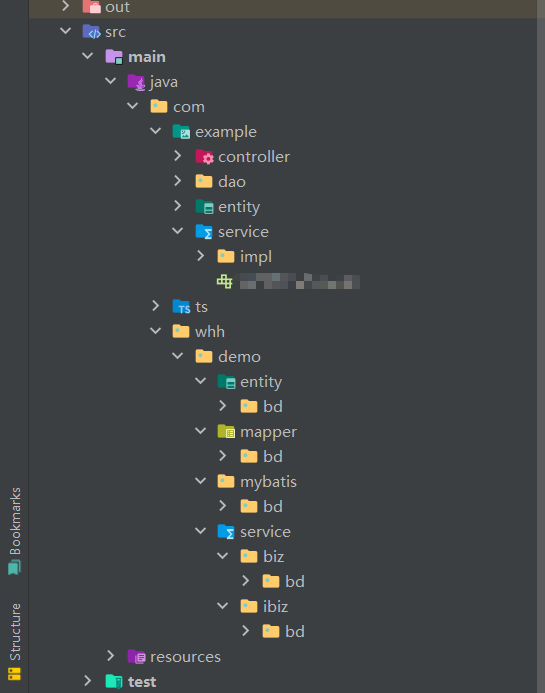 out
src
main
java
com
example
controller
dao
entity
service
impl
ts
whh
demo
entity
bd
mapper
bd
mybatis
bd
service
biz
bd
ibiz
bd
resources
test
Bookmarks
Structure